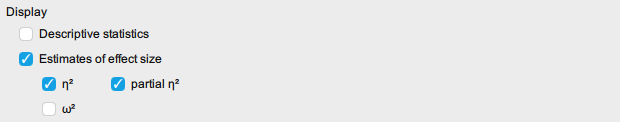 Display
Descriptive statistics
Estimates of effect size
η² partial η²
ω²